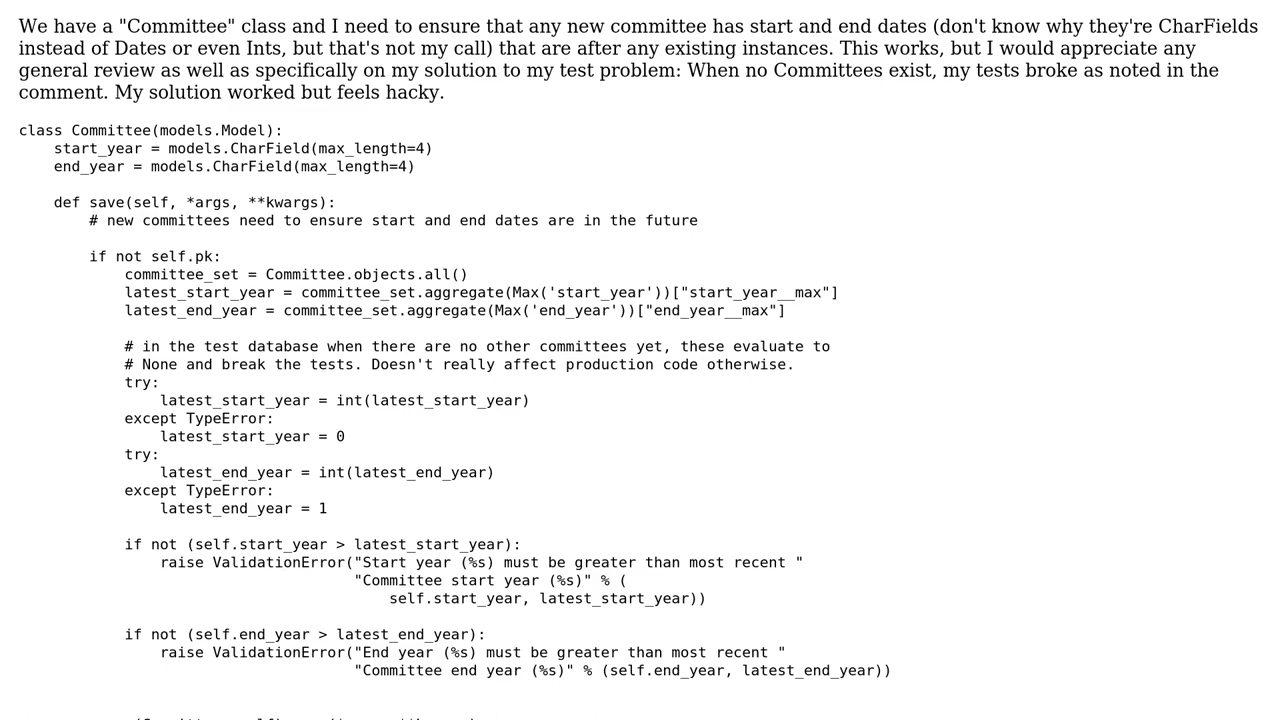 We have a "Committee" class and I need to ensure that any new committee has start and end dates (don't know why they're CharFields
instead of Dates or even Ints, but that's not my call) that are after any existing instances. This works, but I would appreciate any
general review as well as specifically on my solution to my test problem: When no Committees exist, my tests broke as noted in the
comment. My solution worked but feels hacky.
class Committee(models.Model):
    start_year = models.CharField(max_length=4)
    end_year = models.CharField(max_length=4)
    def save(self, *args, **kwargs):
        # new committees need to ensure start and end dates are in the future
        if not self.pk:
            committee_set = Committee.objects.all()
            latest_start_year = committee_set.aggregate(Max('start_year'))["start_year__max"]
            latest_end_year = committee_set.aggregate(Max('end_year'))["end_year__max"]
            # in the test database when there are no other committees yet, these evaluate to
            # None and break the tests. Doesn't really affect production code otherwise.
            try:
                latest_start_year = int(latest_start_year)
            except TypeError:
                latest_start_year = 0
            try:
                latest_end_year = int(latest_end_year)
            except TypeError:
                latest_end_year = 1
            if not (self.start_year > latest_start_year):
                raise ValidationError("Start year (%s) must be greater than most recent "
                                      "Committee start year (%s)" % (
                                          self.start_year, latest_start_year))
            if not (self.end_year > latest_end_year):
                raise ValidationError("End year (%s) must be greater than most recent "
                                      "Committee end year (%s)" % (self.end_year, latest_end_year))